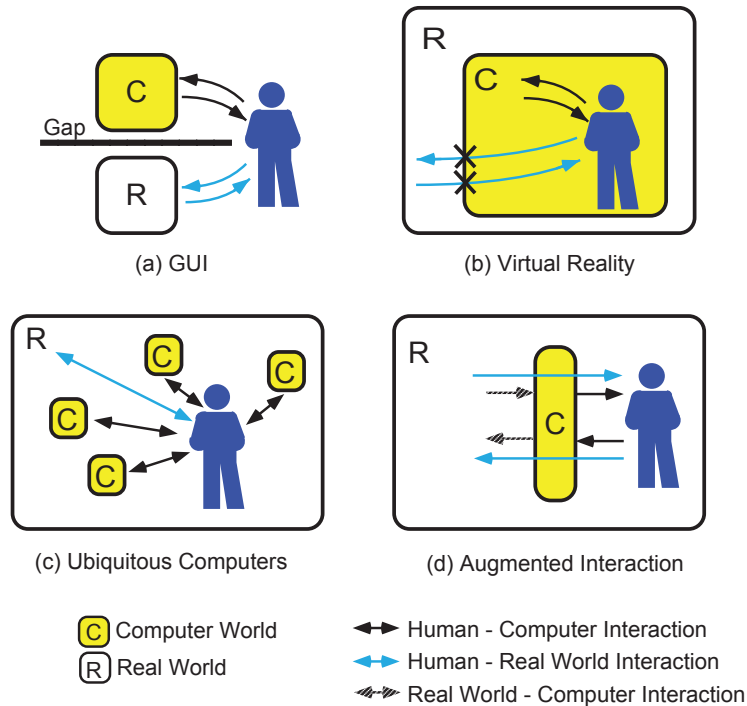 C
Gap
R
(a) GUI
R
C
(b) Virtual Reality
R
C
C
C
C
(c) Ubiquitous Computers
R
C
(d) Augmented Interaction
C Computer World
R Real World
Human - Computer Interaction
Human - Real World Interaction
Real World - Computer Interaction